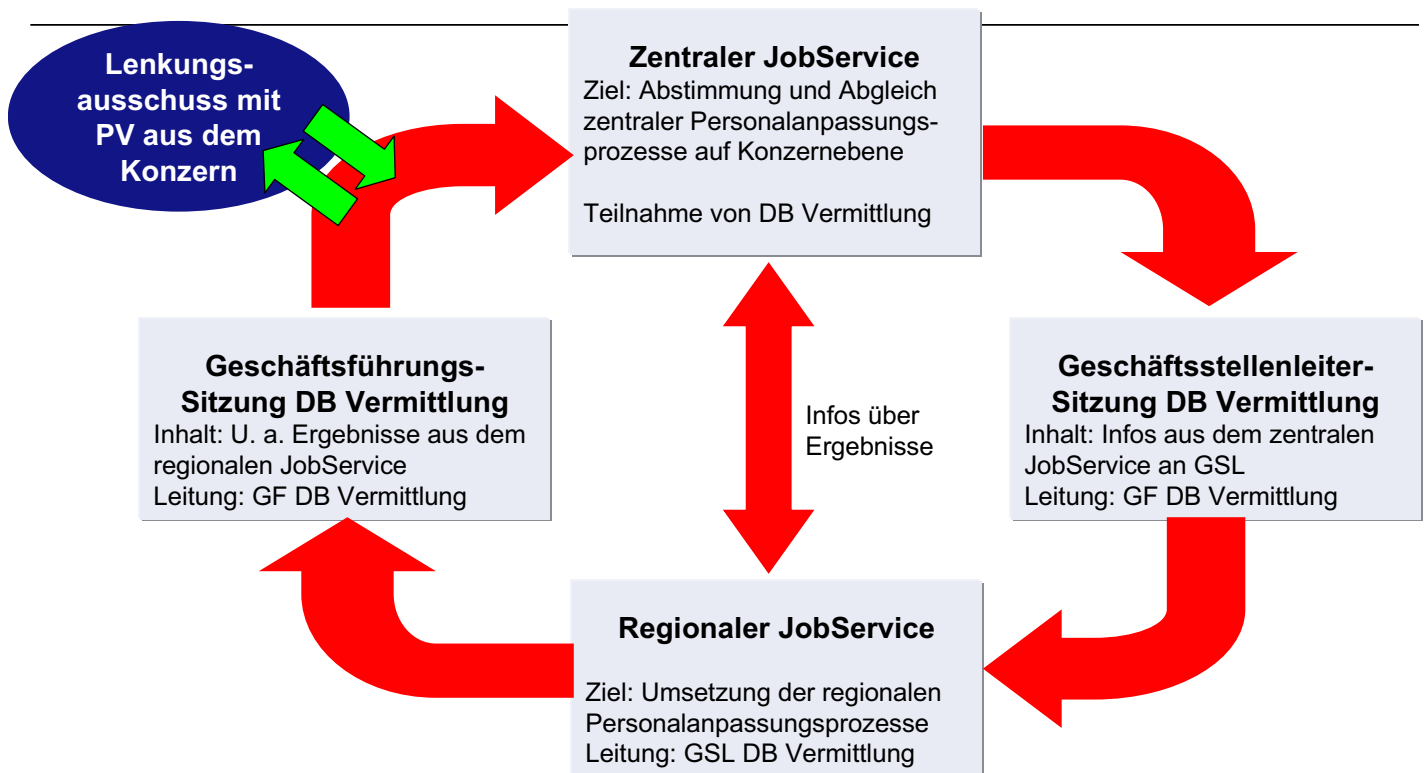 Lenkungs-
ausschuss mit
PV aus dem
Konzern
Zentraler JobService
Ziel: Abstimmung und Abgleich
zentraler Personalanpassungs-
prozesse auf Konzernebene
Teilnahme von DB Vermittlung
Geschäftsführungs-
Sitzung DB Vermittlung
Inhalt: U. a. Ergebnisse aus dem
regionalen JobService
Leitung: GF DB Vermittlung
Infos über
Ergebnisse
Geschäftsstellenleiter-
Sitzung DB Vermittlung
Inhalt: Infos aus dem zentralen
JobService an GSL
Leitung: GF DB Vermittlung
Regionaler JobService
Ziel: Umsetzung der regionalen
Personalanpassungsprozesse
Leitung: GSL DB Vermittlung